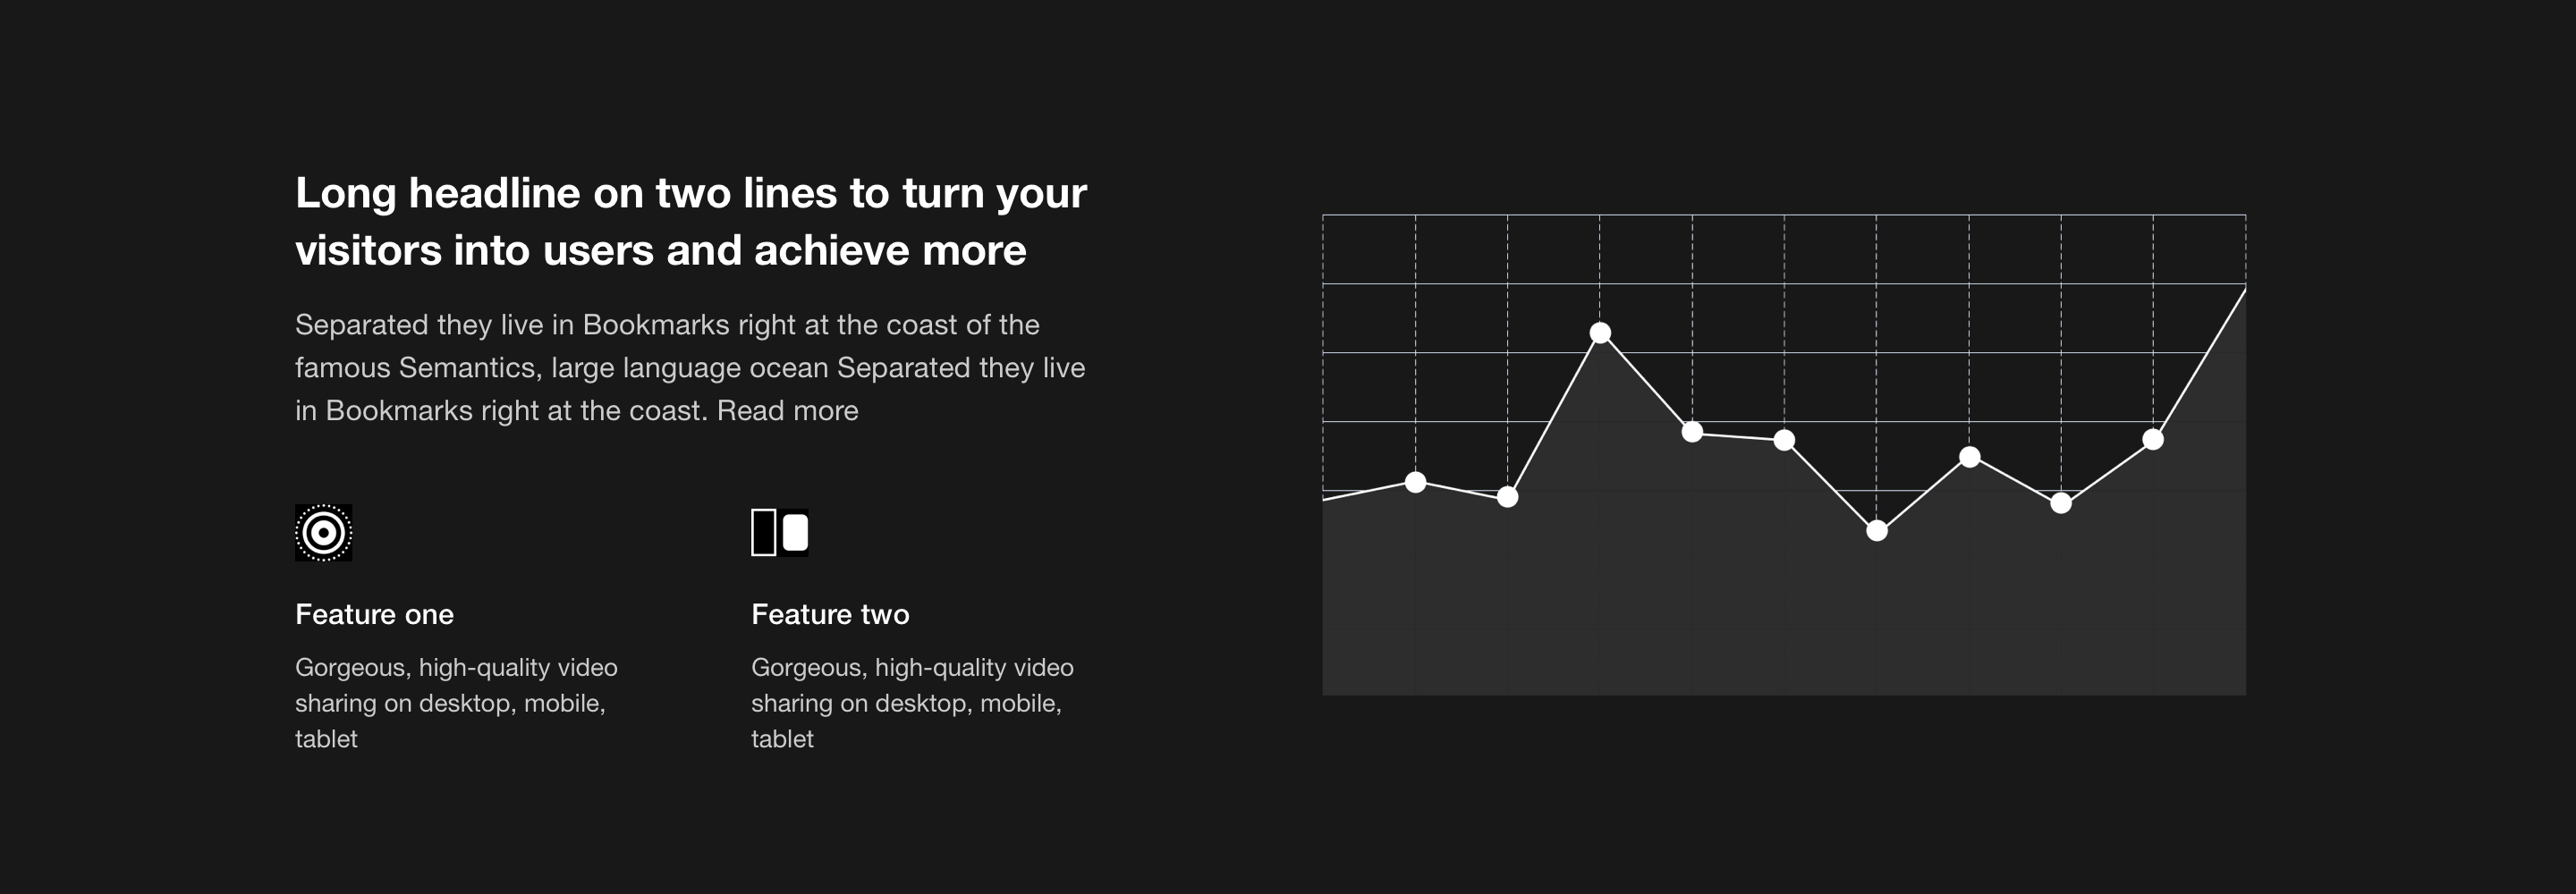 Long headline on two lines to turn your
visitors into users and achieve more
Separated they live in Bookmarks right at the coast of the
famous Semantics, large language ocean Separated they live
in Bookmarks right at the coast. Read more
Feature one
Gorgeous, high-quality video
sharing on desktop, mobile,
tablet
Feature two
Gorgeous, high-quality video
sharing on desktop, mobile,
tablet